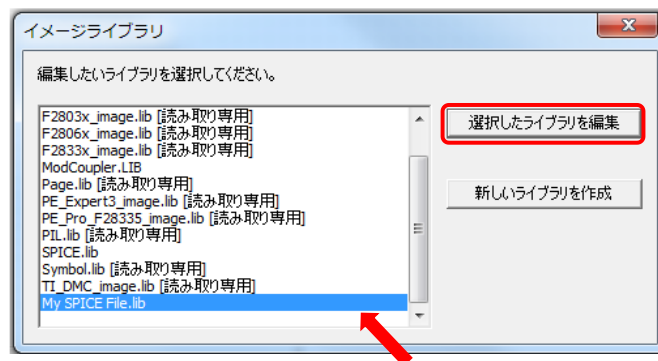 イメージライブラリ
編集したいライブラリを選択してください。
F2803x_image.lib [読み取り専用]
F2806x_image.lib [読み取り専用]
F2833x_image.lib [読み取り専用]
ModCoupler.LIB
Page.lib [読み取り専用]
PE_Expert3_image.lib [読み取り専用]
PE_Pro_F28335_image.lib [読み取り専用]
PIL.lib [読み取り専用]
SPICE.lib
Symbol.lib [読み取り専用]
TI_DMC_image.lib [読み取り専用]
My SPICE File.lib
選択したライブラリを編集
新しいライブラリを作成